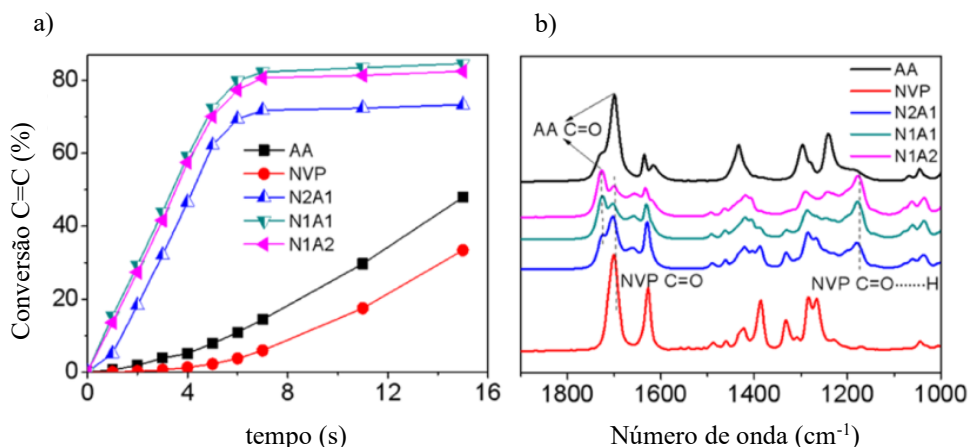 a)
Conversão C=C (%)
80
60
40
20
0
AA
NVP
N2A1
N1A1
N1A2
0 4 8 12 16
tempo (s)
b)
AA
NVP
N2A1
N1A1
N1A2
AA C=O
NVP C=O
NVP C=O·······H
1800 1600 1400 1200 1000
Número de onda (cm⁻¹)